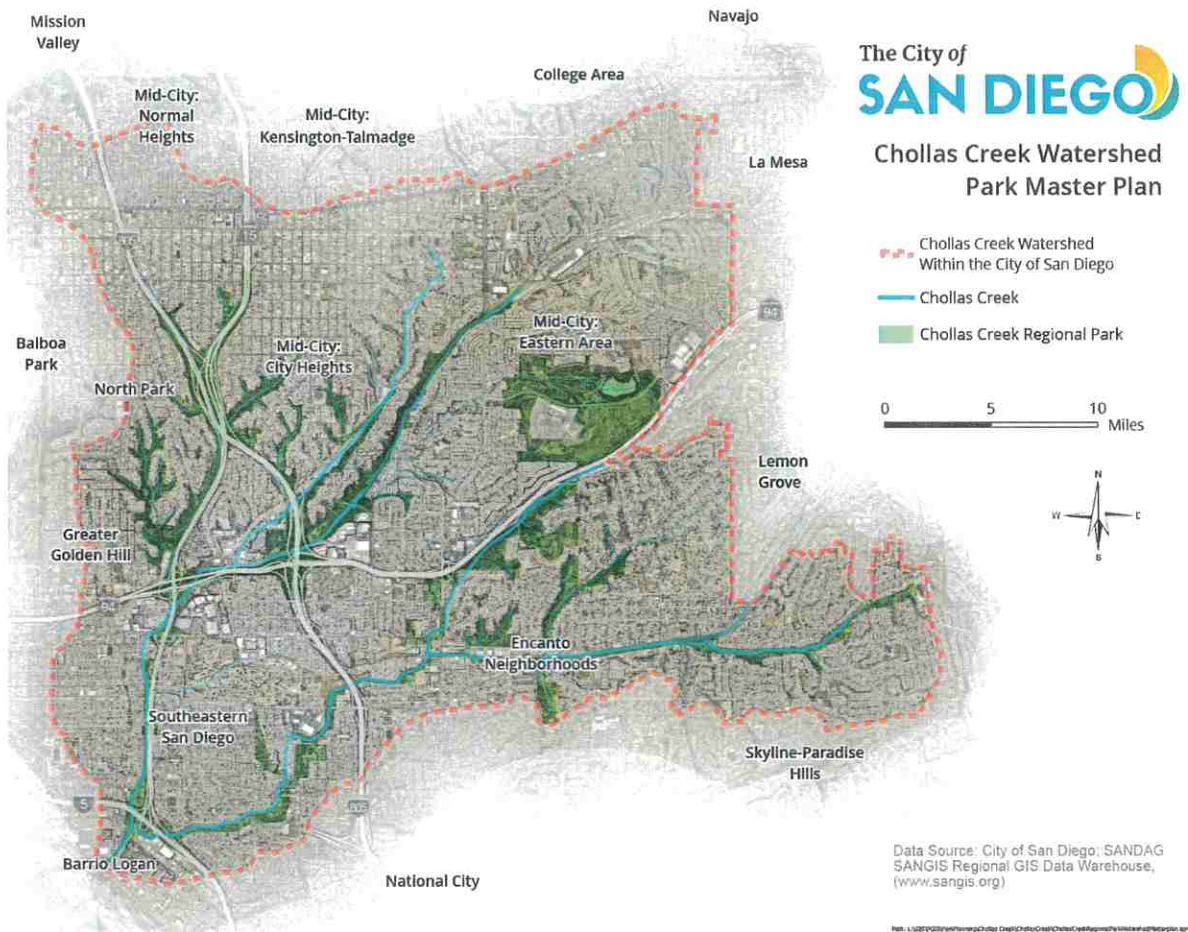 Mission
Valley
Navajo
College Area
Mid-City:
Normal
Heights
Mid-City:
Kensington-Talmadge
La Mesa
805
15
94
Balboa
Park
Mid-City:
Eastern Area
Mid-City:
City Heights
North Park
Lemon
Grove
Greater
Golden Hill
94
Encanto
Neighborhoods
Southeastern
San Diego
Skyline-Paradise
Hills
5
805
Barrio Logan
National City
The City of
SAN DIEGO
Chollas Creek Watershed
Park Master Plan
Chollas Creek Watershed
Within the City of San Diego
Chollas Creek
Chollas Creek Regional Park
0 5 10
Miles
N
W E
S
Data Source: City of San Diego; SANDAG
SANGIS Regional GIS Data Warehouse,
(www.sangis.org)